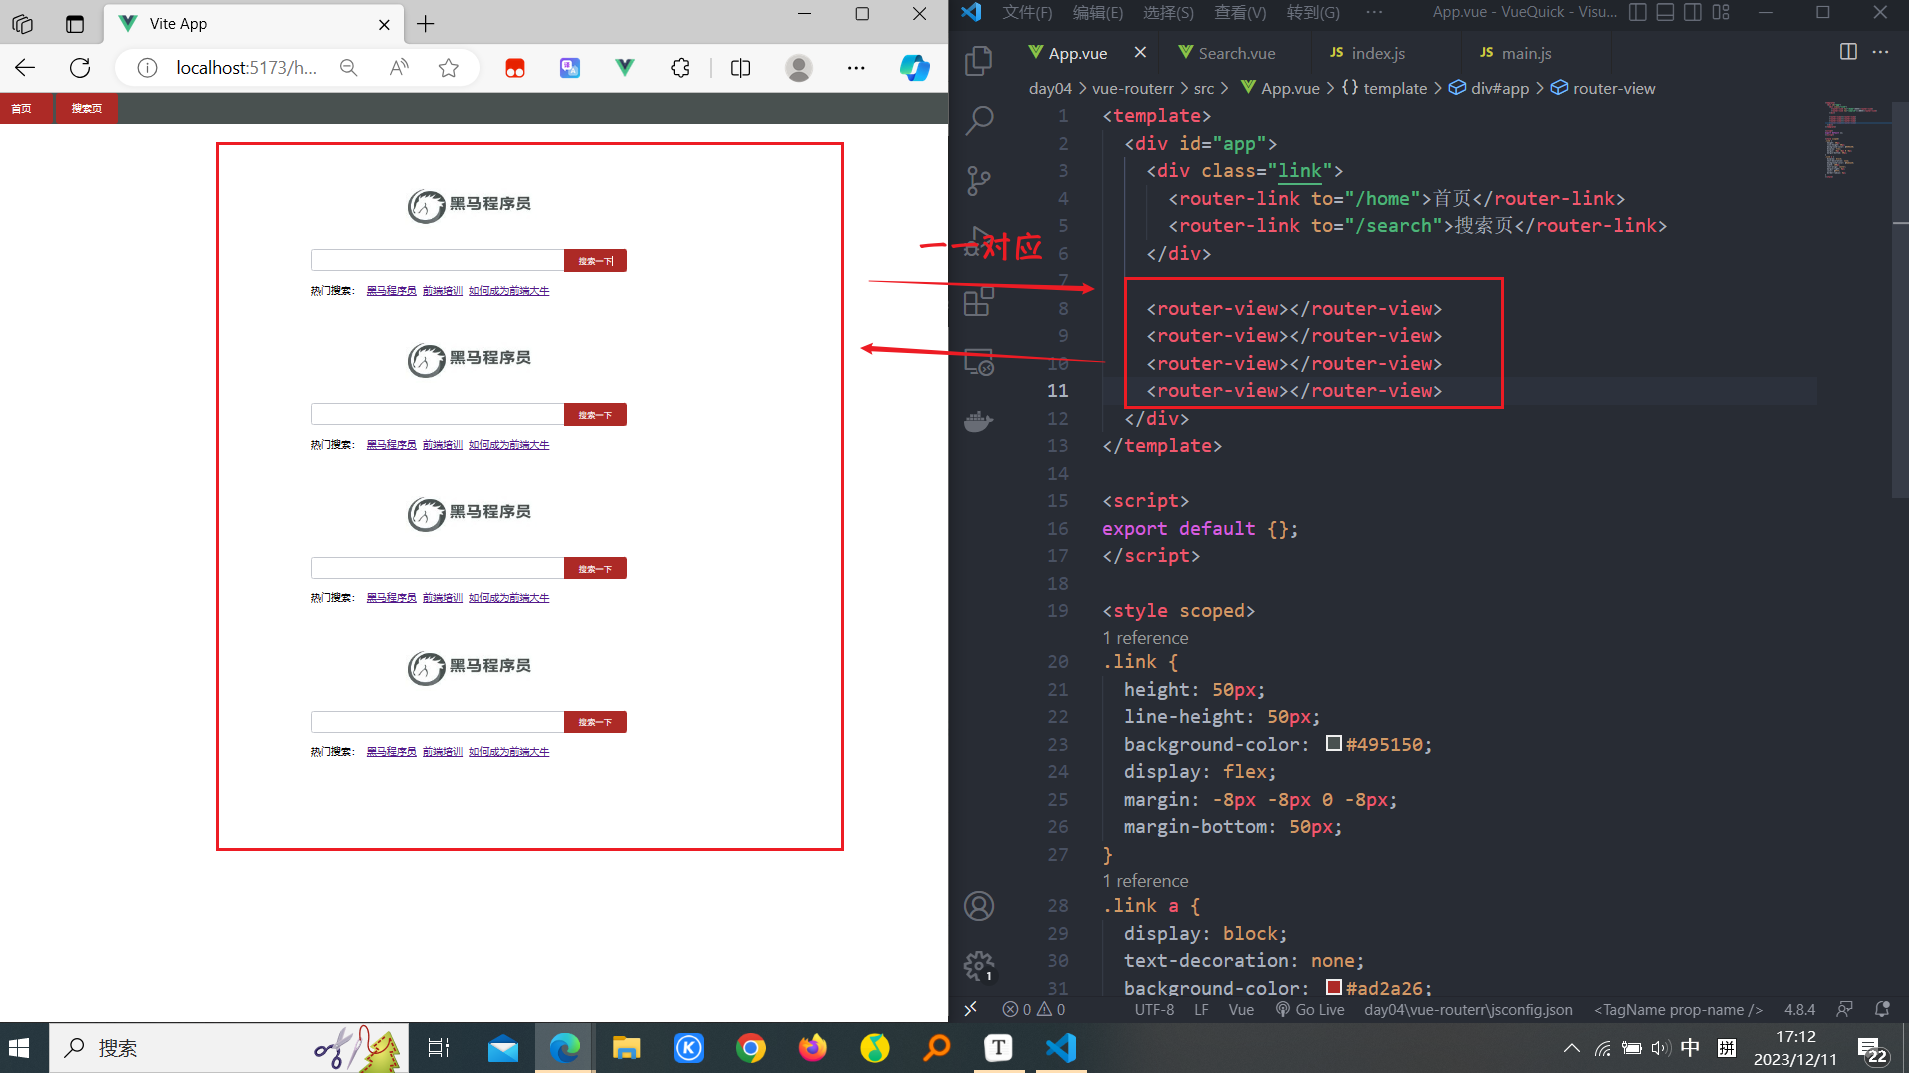 Vite App
localhost:5173/h...
首页 搜索页
黑马程序员
搜索一下
热门搜索： 黑马程序员 前端培训 如何成为前端大牛
黑马程序员
搜索一下
热门搜索： 黑马程序员 前端培训 如何成为前端大牛
黑马程序员
搜索一下
热门搜索： 黑马程序员 前端培训 如何成为前端大牛
黑马程序员
搜索一下
热门搜索： 黑马程序员 前端培训 如何成为前端大牛
一一对应
文件(F) 编辑(E) 选择(S) 查看(V) 转到(G) ··· App.vue - VueQuick - Visu...
App.vue Search.vue JS index.js JS main.js
day04 > vue-routerr > src > App.vue > {} template > div#app > router-view
1 <template>
2 <div id="app">
3 <div class="link">
4 <router-link to="/home">首页</router-link>
5 <router-link to="/search">搜索页</router-link>
6 </div>
7
8 <router-view></router-view>
9 <router-view></router-view>
10 <router-view></router-view>
11 <router-view></router-view>
12 </div>
13 </template>
14
15 <script>
16 export default {};
17 </script>
18
19 <style scoped>
1 reference
20 .link {
21 height: 50px;
22 line-height: 50px;
23 background-color: #495150;
24 display: flex;
25 margin: -8px -8px 0 -8px;
26 margin-bottom: 50px;
27 }
1 reference
28 .link a {
29 display: block;
30 text-decoration: none;
31 background-color: #ad2a26;
1
0 0 UTF-8 LF Vue Go Live day04\vue-routerr\jsconfig.json <TagName prop-name /> 4.8.4
搜索
K
T
中 拼
17:12
2023/12/11
22